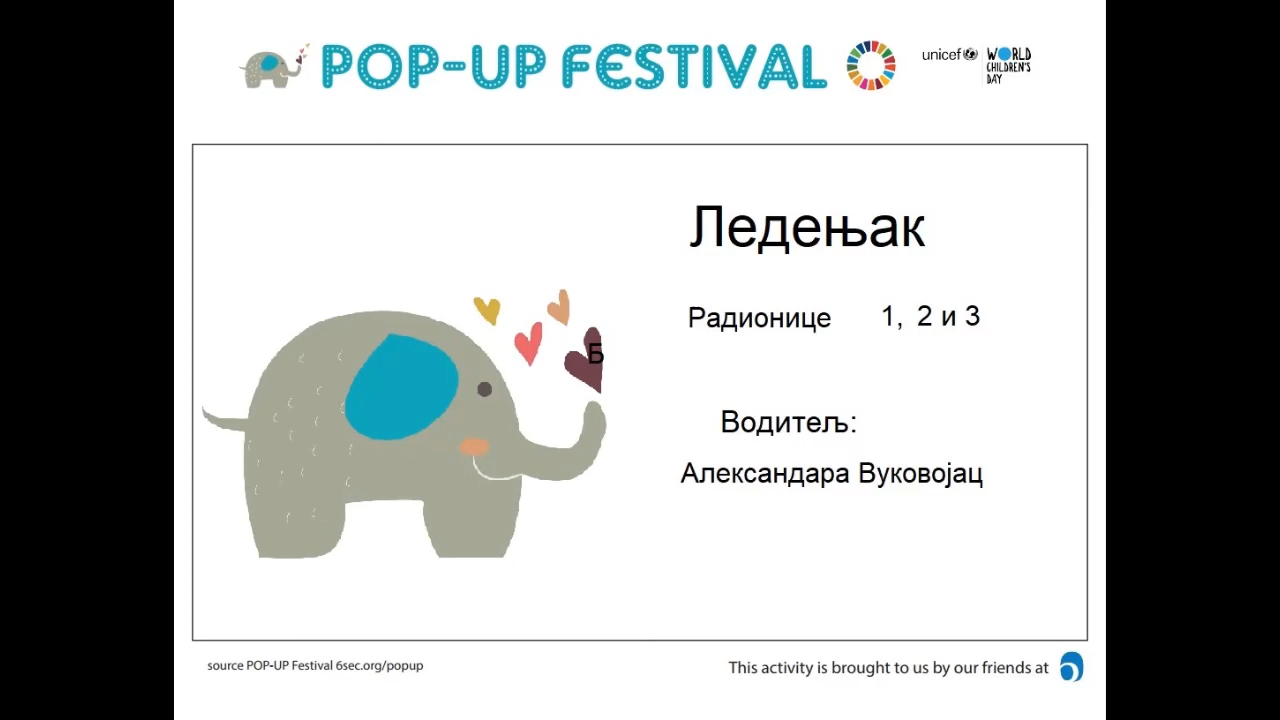 POP-UP FESTIVAL
unicef
WORLD
CHILDREN'S
DAY
Ледењак
Радионице 1, 2 и 3
Б
Водитељ:
Александара Вуковојац
source POP-UP Festival 6sec.org/popup
This activity is brought to us by our friends at